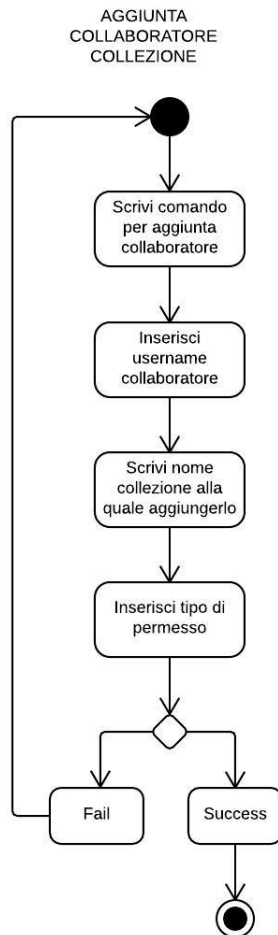 AGGIUNTA
COLLABORATORE
COLLEZIONE
Scrivi comando
per aggiunta
collaboratore
Inserisci
username
collaboratore
Scrivi nome
collezione alla
quale aggiungerlo
Inserisci tipo di
permesso
Fail
Success